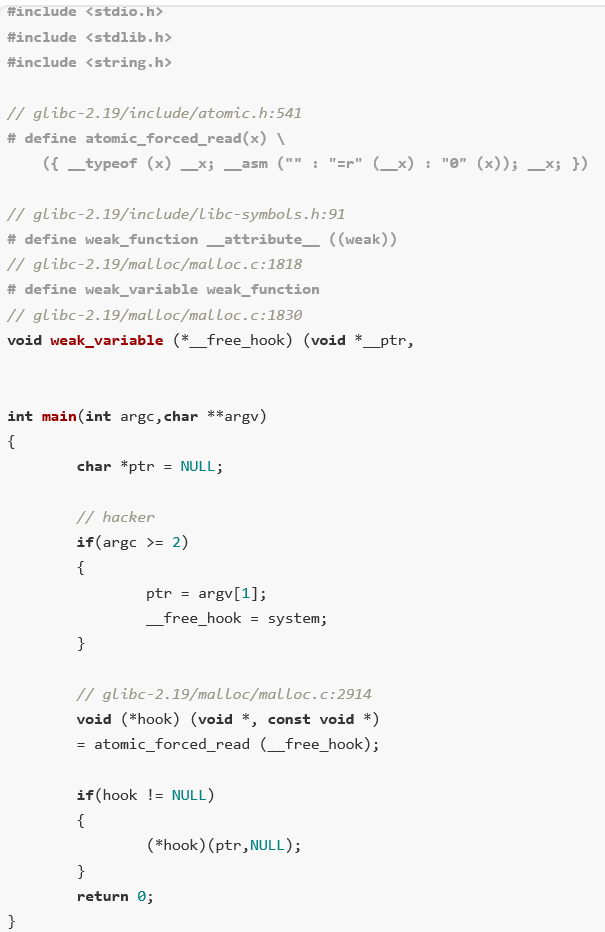 #include <stdio.h>
#include <stdlib.h>
#include <string.h>
// glibc-2.19/include/atomic.h:541
# define atomic_forced_read(x) \
    ({ __typeof (x) __x; __asm ("" : "=r" (__x) : "0" (x)); __x; })
// glibc-2.19/include/libc-symbols.h:91
# define weak_function __attribute__ ((weak))
// glibc-2.19/malloc/malloc.c:1818
# define weak_variable weak_function
// glibc-2.19/malloc/malloc.c:1830
void weak_variable (*__free_hook) (void *__ptr,
int main(int argc,char **argv)
{
        char *ptr = NULL;
        // hacker
        if(argc >= 2)
        {
                ptr = argv[1];
                __free_hook = system;
        }
        // glibc-2.19/malloc/malloc.c:2914
        void (*hook) (void *, const void *)
        = atomic_forced_read (__free_hook);
        if(hook != NULL)
        {
                (*hook)(ptr,NULL);
        }
        return 0;
}